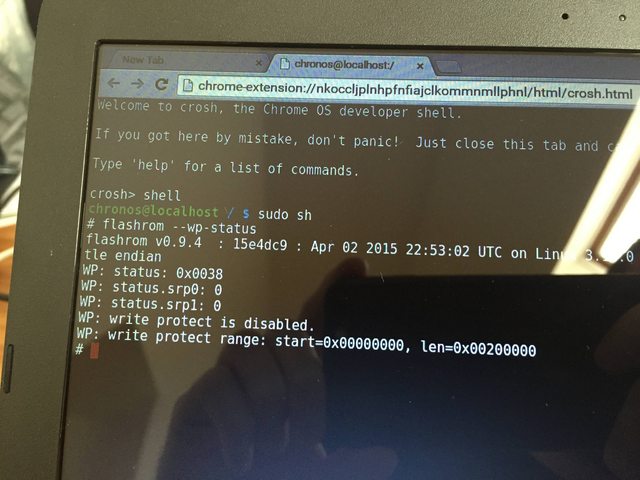 New Tab
chronos@localhost:/
chrome-extension://nkoccljplnhpfnfiajclkommnmllphnl/html/crosh.html
Welcome to crosh, the Chrome OS developer shell.
If you got here by mistake, don't panic! Just close this tab and
Type 'help' for a list of commands.
crosh> shell
chronos@localhost / $ sudo sh
# flashrom --wp-status
flashrom v0.9.4 : 15e4dc9 : Apr 02 2015 22:53:02 UTC on
tle endian
WP: status: 0x0038
WP: status.srp0: 0
WP: status.srp1: 0
WP: write protect is disabled.
WP: write protect range: start=0x00000000, len=0x00200000
#